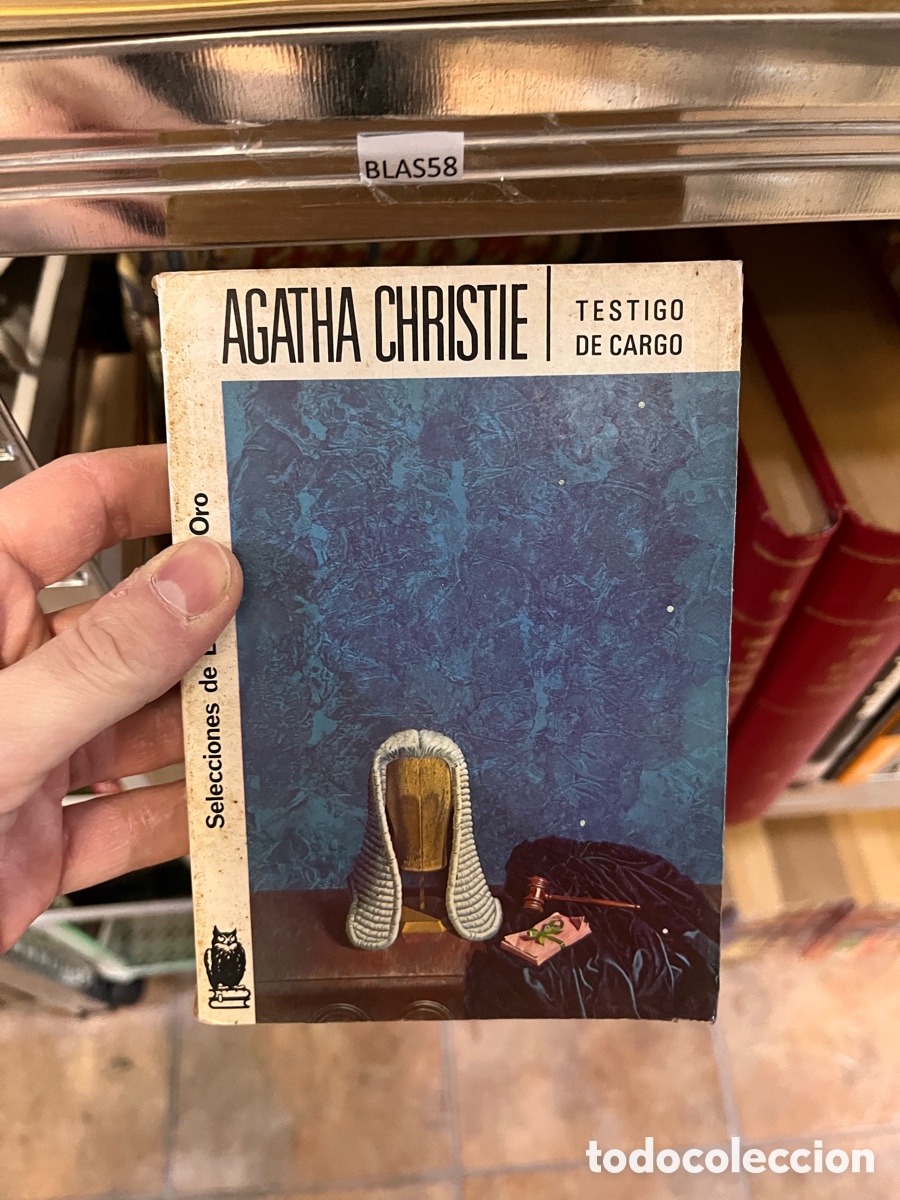 BLAS58
AGATHA CHRISTIE
TESTIGO
DE CARGO
Selecciones de
Oro
todocoleccion